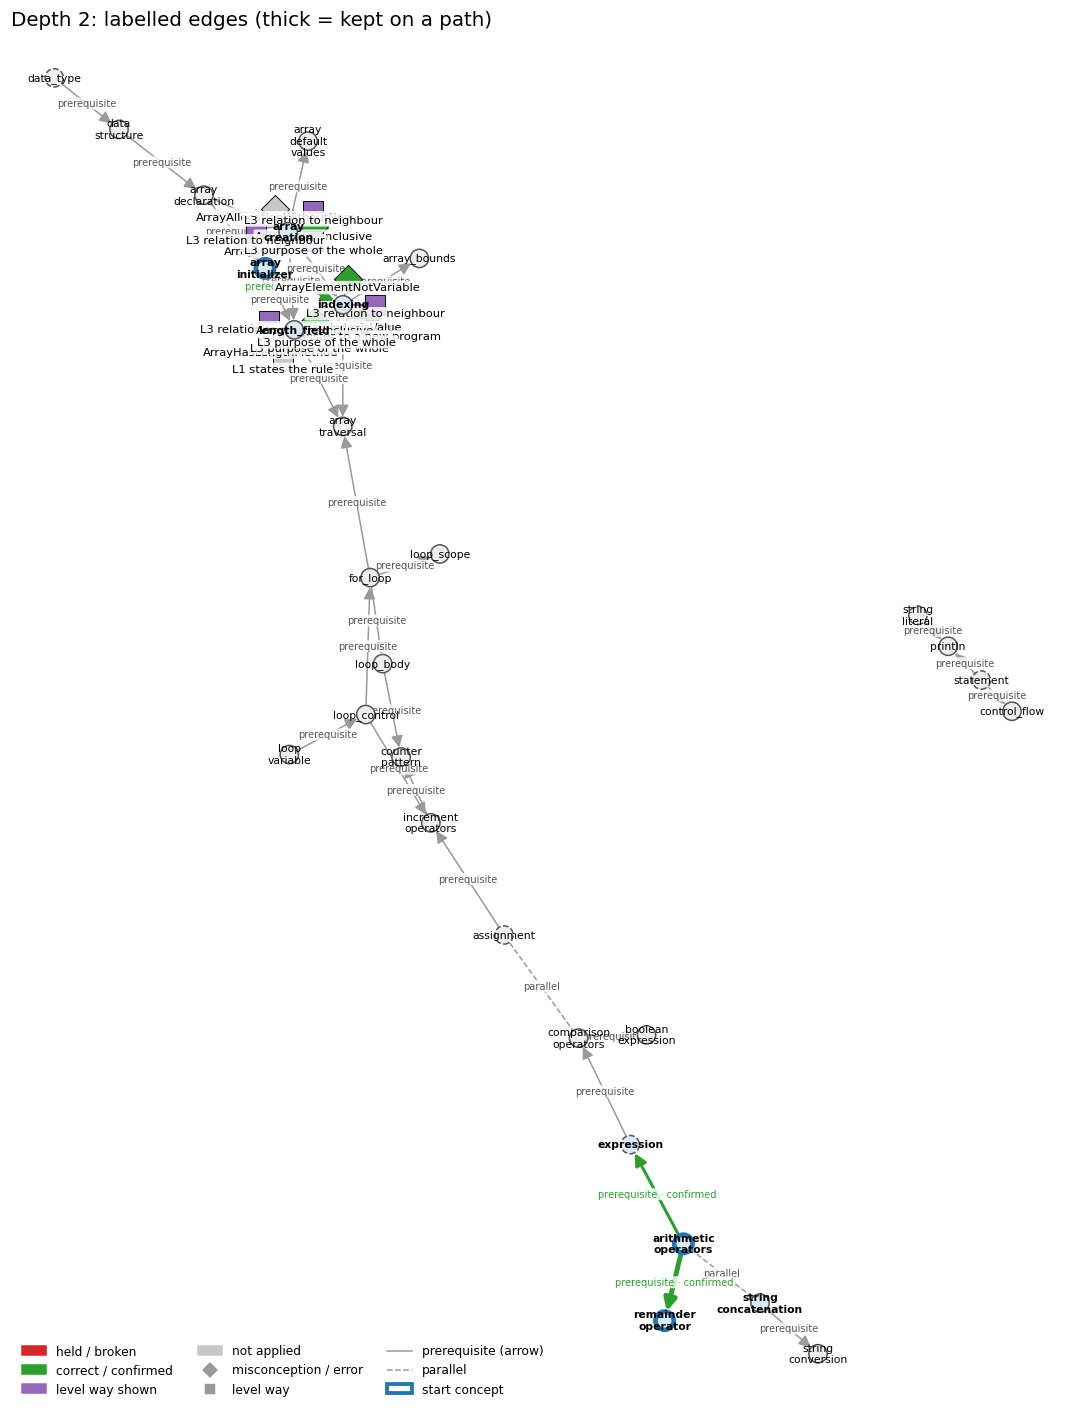 Depth 2: labelled edges (thick = kept on a path)
data_type
prerequisite
data
structure
prerequisite
array
default
values
prerequisite
array
declaration
L3 relation to neighbour
array
creation
L3 relation to neighbour
L3 purpose of the whole
array_bounds
array
initializer
prerequisite
ArrayElementNotVariable
prerequisite
indexing
L3 relation to neighbour
length_field
L3 purpose of the whole
L1 states the rule
prerequisite
array
traversal
prerequisite
loop_scope
prerequisite
for_loop
prerequisite
prerequisite
loop_body
loop_control
prerequisite
loop
variable
counter
pattern
prerequisite
prerequisite
increment
operators
prerequisite
assignment
parallel
comparison
operators
boolean
expression
prerequisite
expression
prerequisite · confirmed
arithmetic
operators
parallel
prerequisite · confirmed
string
concatenation
remainder
operator
prerequisite
string
conversion
string
literal
prerequisite
println
prerequisite
statement
prerequisite
control_flow
held / broken
correct / confirmed
level way shown
not applied
misconception / error
level way
prerequisite (arrow)
parallel
start concept